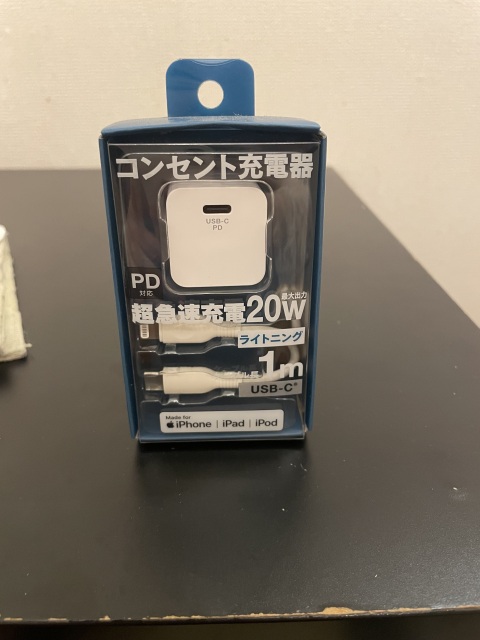 コンセント充電器
USB-C
PD
PD
対応
最大出力
超急速充電20W
ライトニング
1m
USB-C®
Made for
iPhone | iPad | iPod